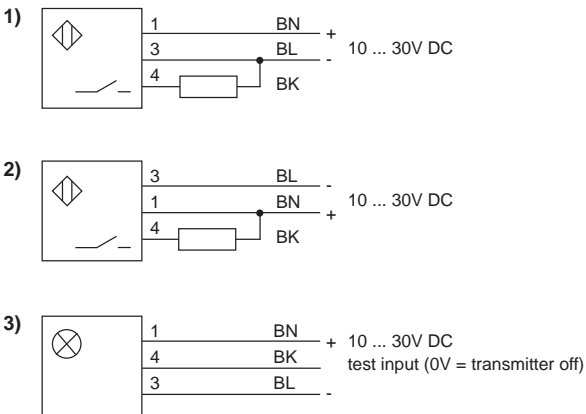 1)
1 BN +
3 BL - 10 ... 30V DC
4 BK
2)
3 BL -
1 BN + 10 ... 30V DC
4 BK
3)
1 BN + 10 ... 30V DC
4 BK test input (0V = transmitter off)
3 BL -